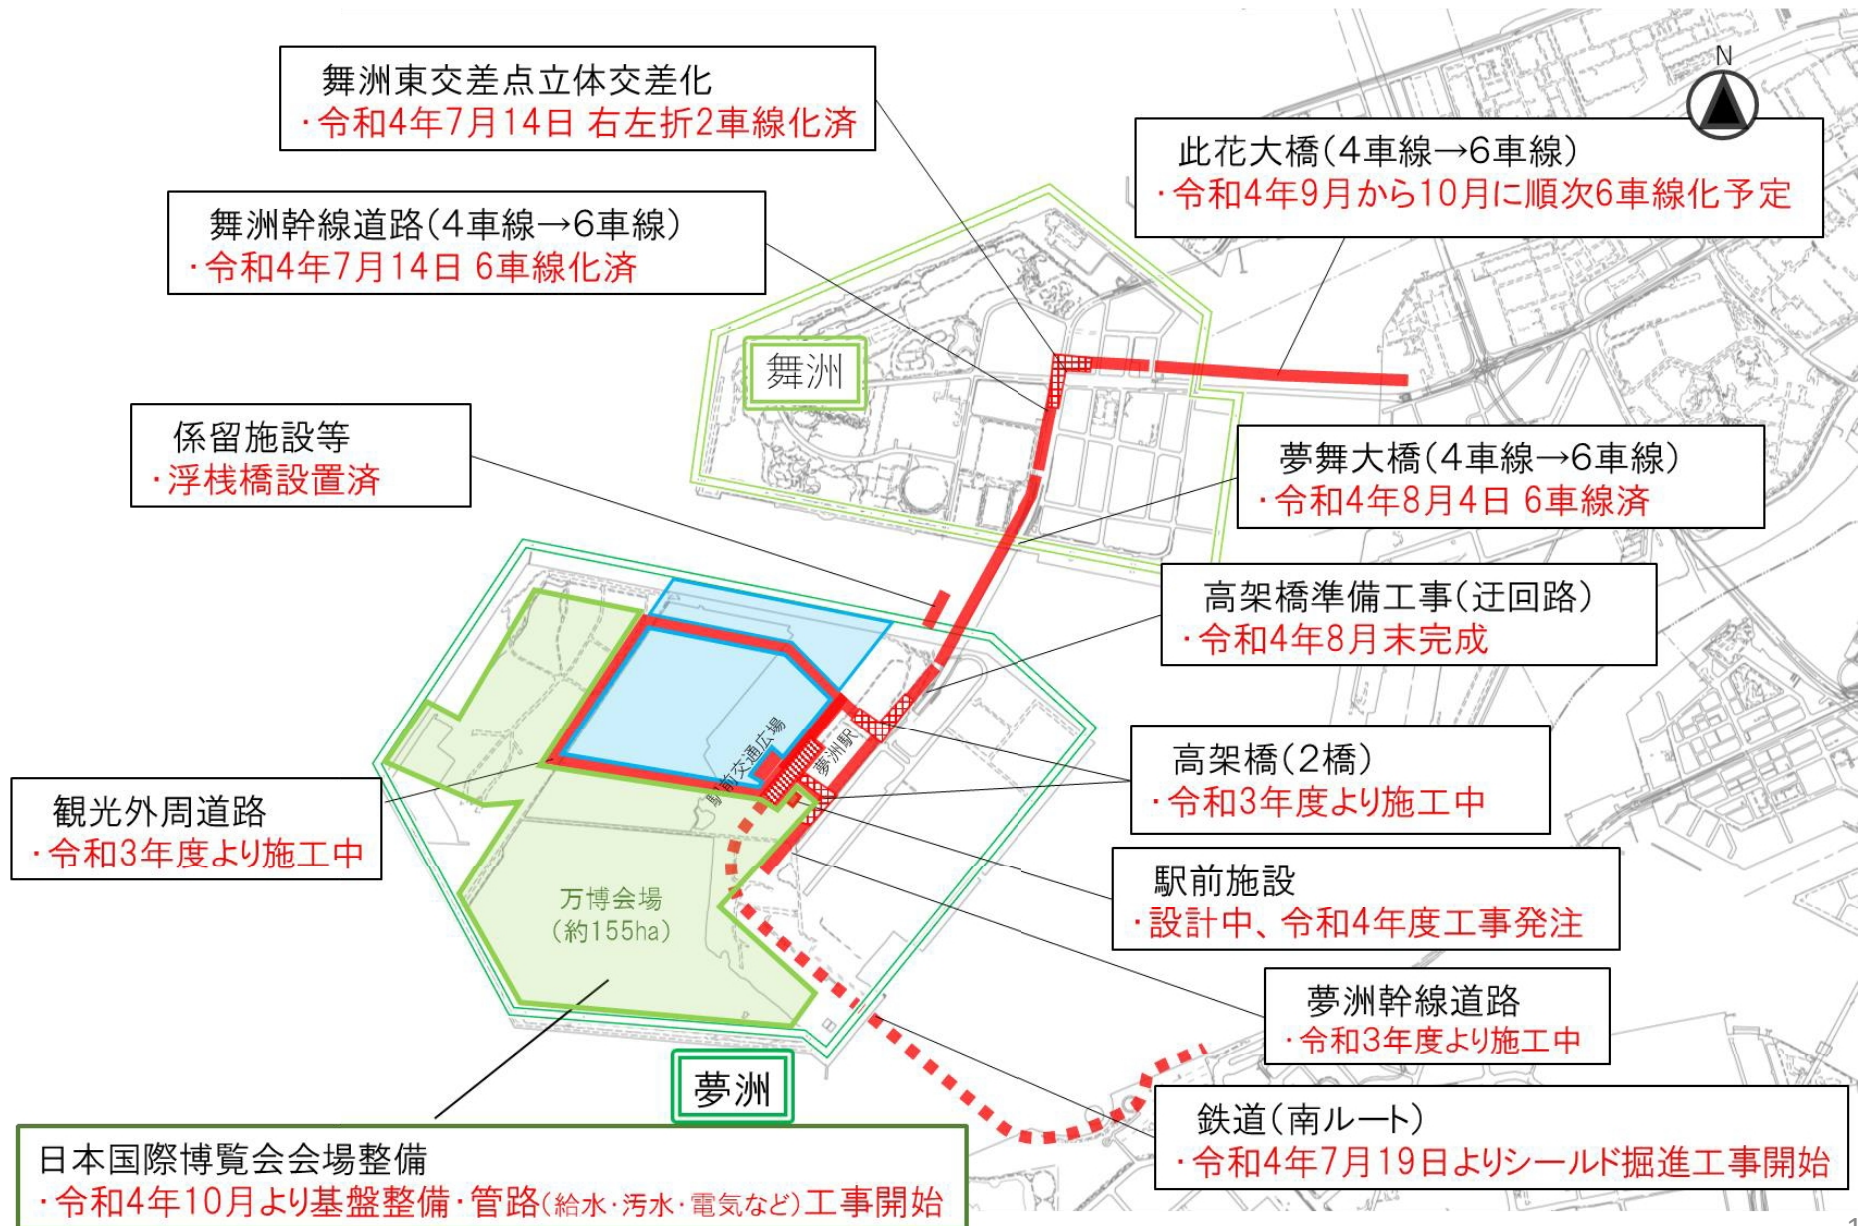 舞洲東交差点立体交差化
・令和4年7月14日 右左折2車線化済
N
此花大橋(4車線→6車線)
・令和4年9月から10月に順次6車線化予定
舞洲幹線道路(4車線→6車線)
・令和4年7月14日 6車線化済
舞洲
係留施設等
・浮桟橋設置済
夢舞大橋(4車線→6車線)
・令和4年8月4日 6車線済
高架橋準備工事(迂回路)
・令和4年8月末完成
駅前交通広場
夢洲駅
高架橋(2橋)
・令和3年度より施工中
観光外周道路
・令和3年度より施工中
駅前施設
・設計中、令和4年度工事発注
万博会場
(約155ha)
夢洲幹線道路
・令和3年度より施工中
夢洲
鉄道(南ルート)
・令和4年7月19日よりシールド掘進工事開始
日本国際博覧会会場整備
・令和4年10月より基盤整備・管路(給水・汚水・電気など)工事開始